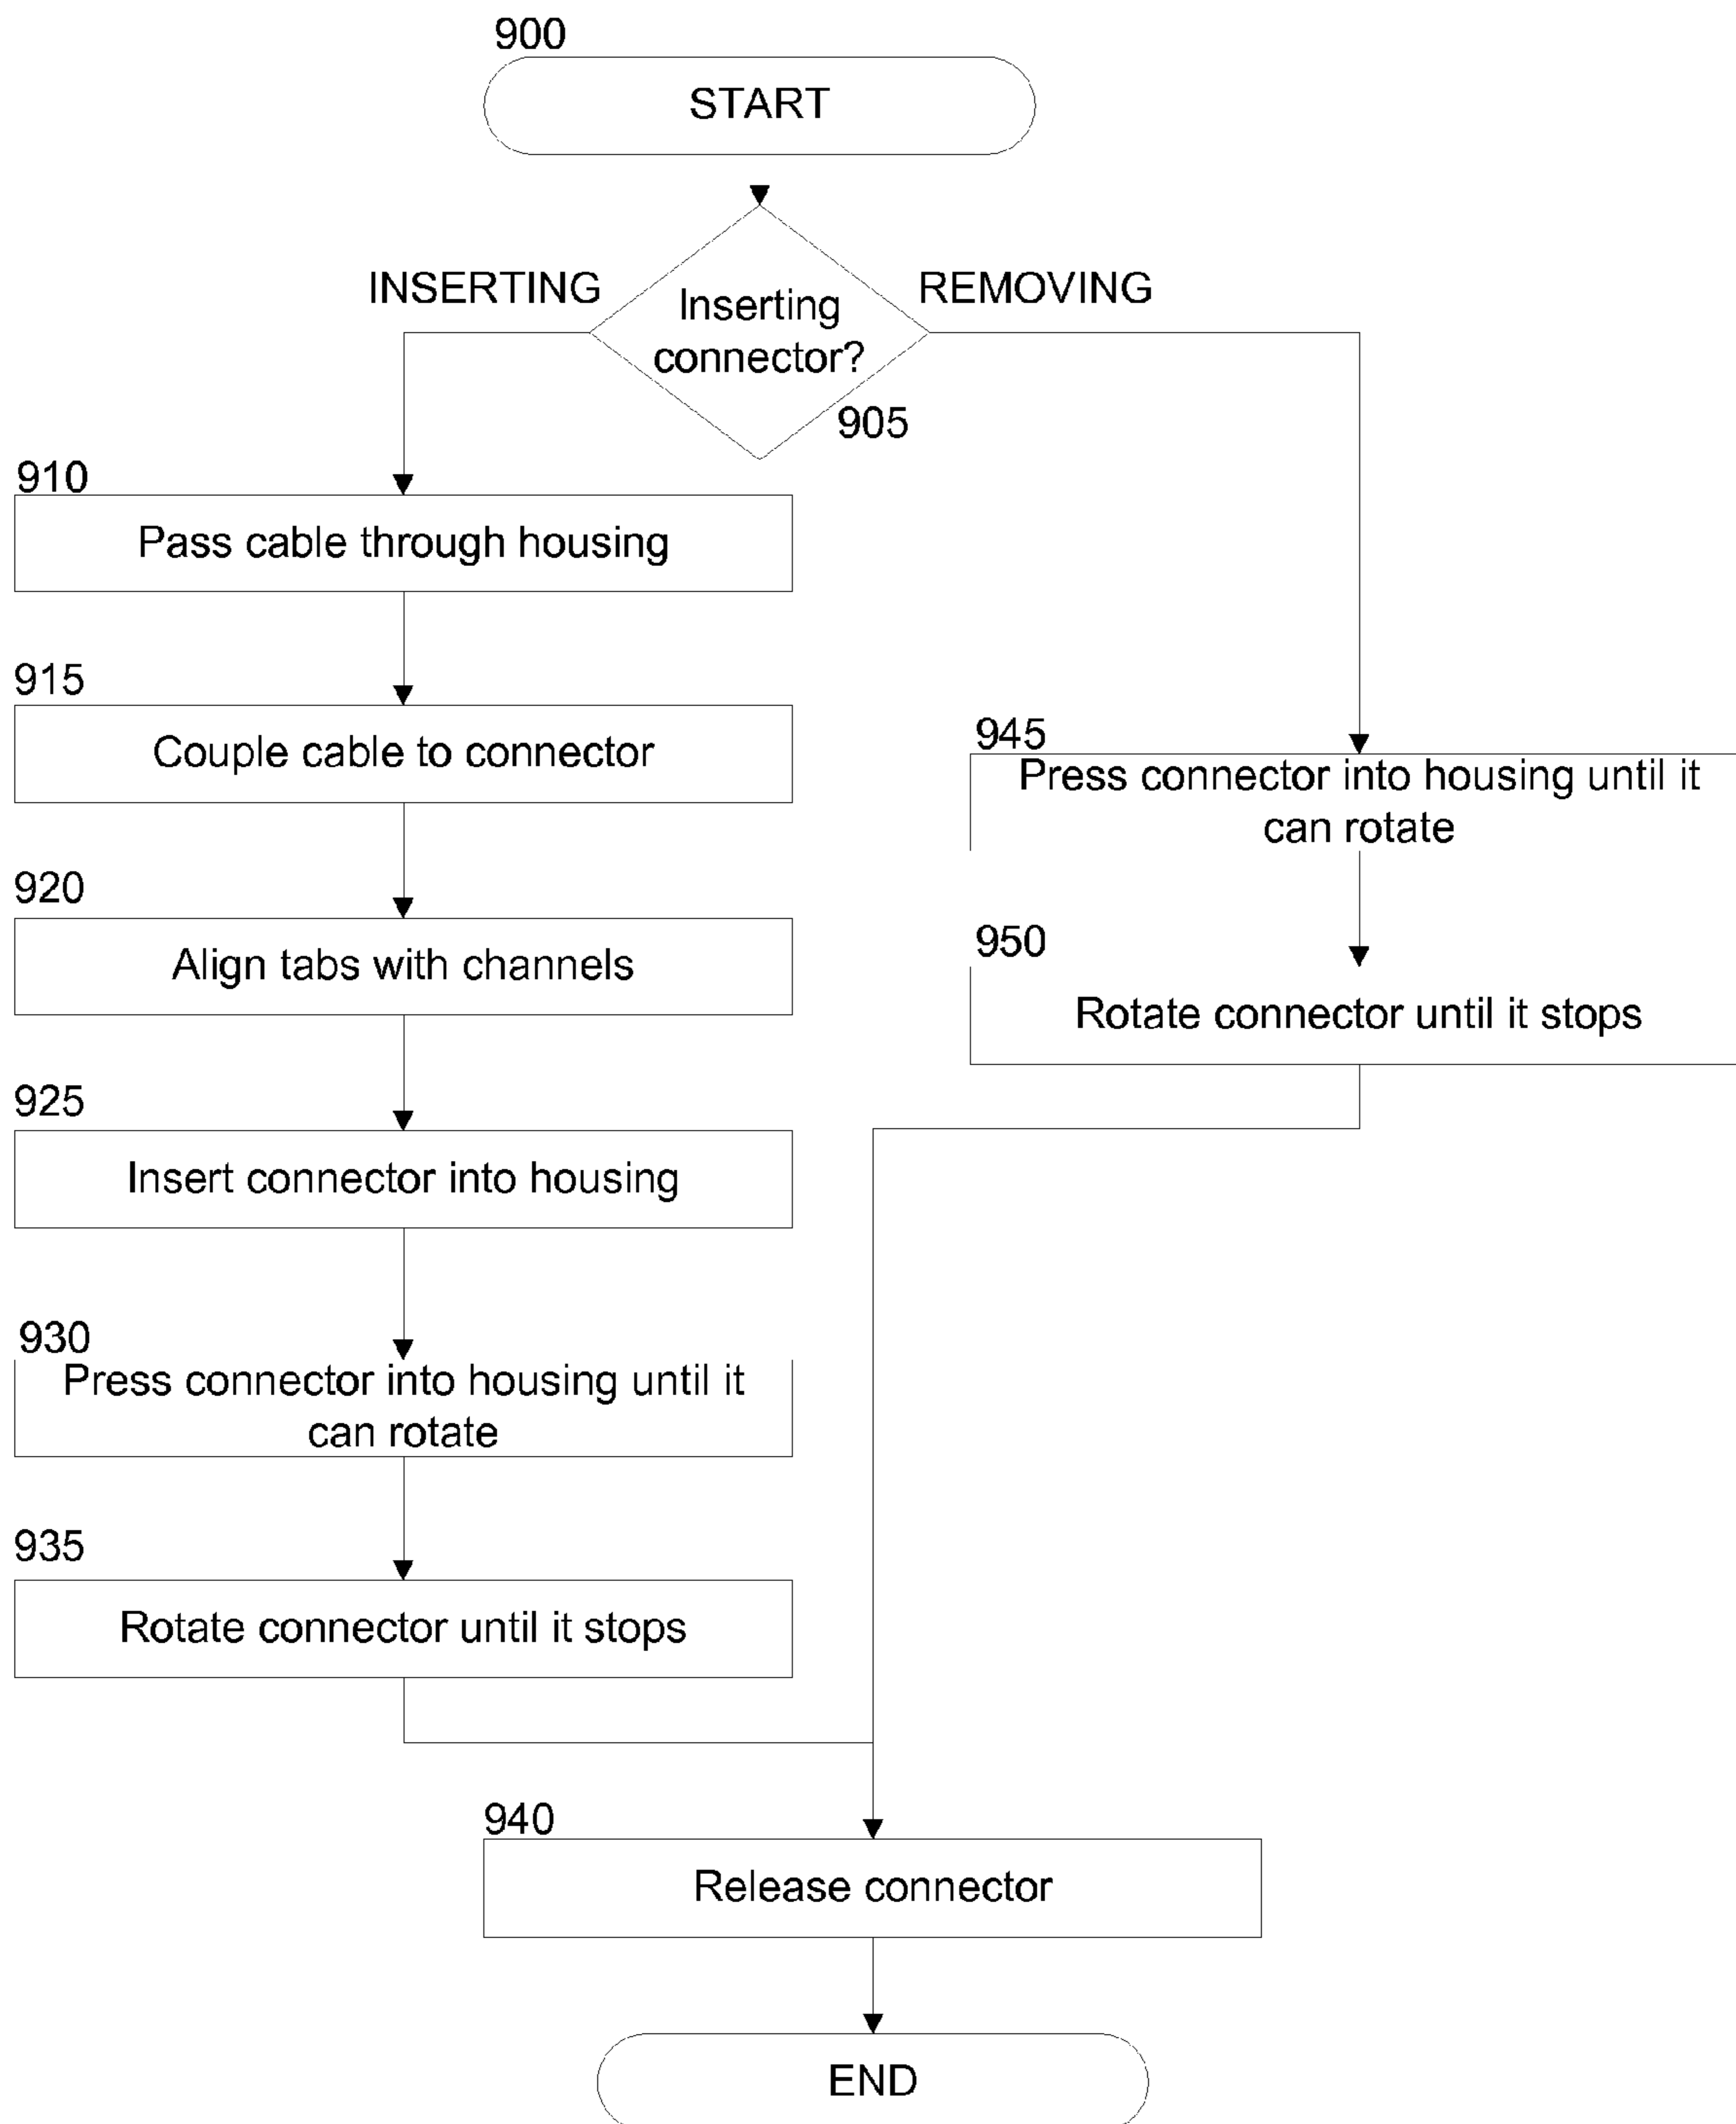 900
START
INSERTING
REMOVING
Inserting
connector?
905
910
Pass cable through housing
915
Couple cable to connector
920
Align tabs with channels
925
Insert connector into housing
930
Press connector into housing until it
can rotate
935
Rotate connector until it stops
945
Press connector into housing until it
can rotate
950
Rotate connector until it stops
940
Release connector
END